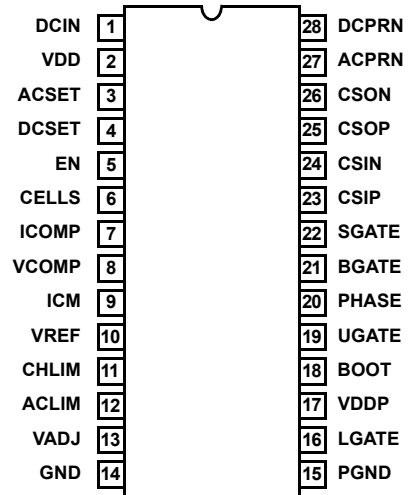 DCIN 1 28 DCPRN
VDD 2 27 ACPRN
ACSET 3 26 CSON
DCSET 4 25 CSOP
EN 5 24 CSIN
CELLS 6 23 CSIP
ICOMP 7 22 SGATE
VCOMP 8 21 BGATE
ICM 9 20 PHASE
VREF 10 19 UGATE
CHLIM 11 18 BOOT
ACLIM 12 17 VDDP
VADJ 13 16 LGATE
GND 14 15 PGND